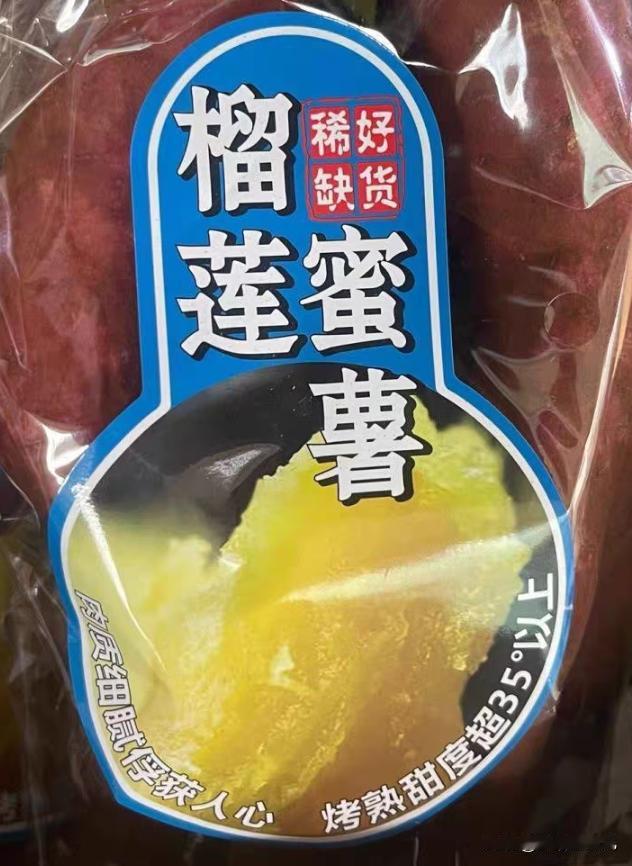 榴莲
蜜薯
稀缺
好货
肉质细腻俘获人心
烤熟甜度超35°以上